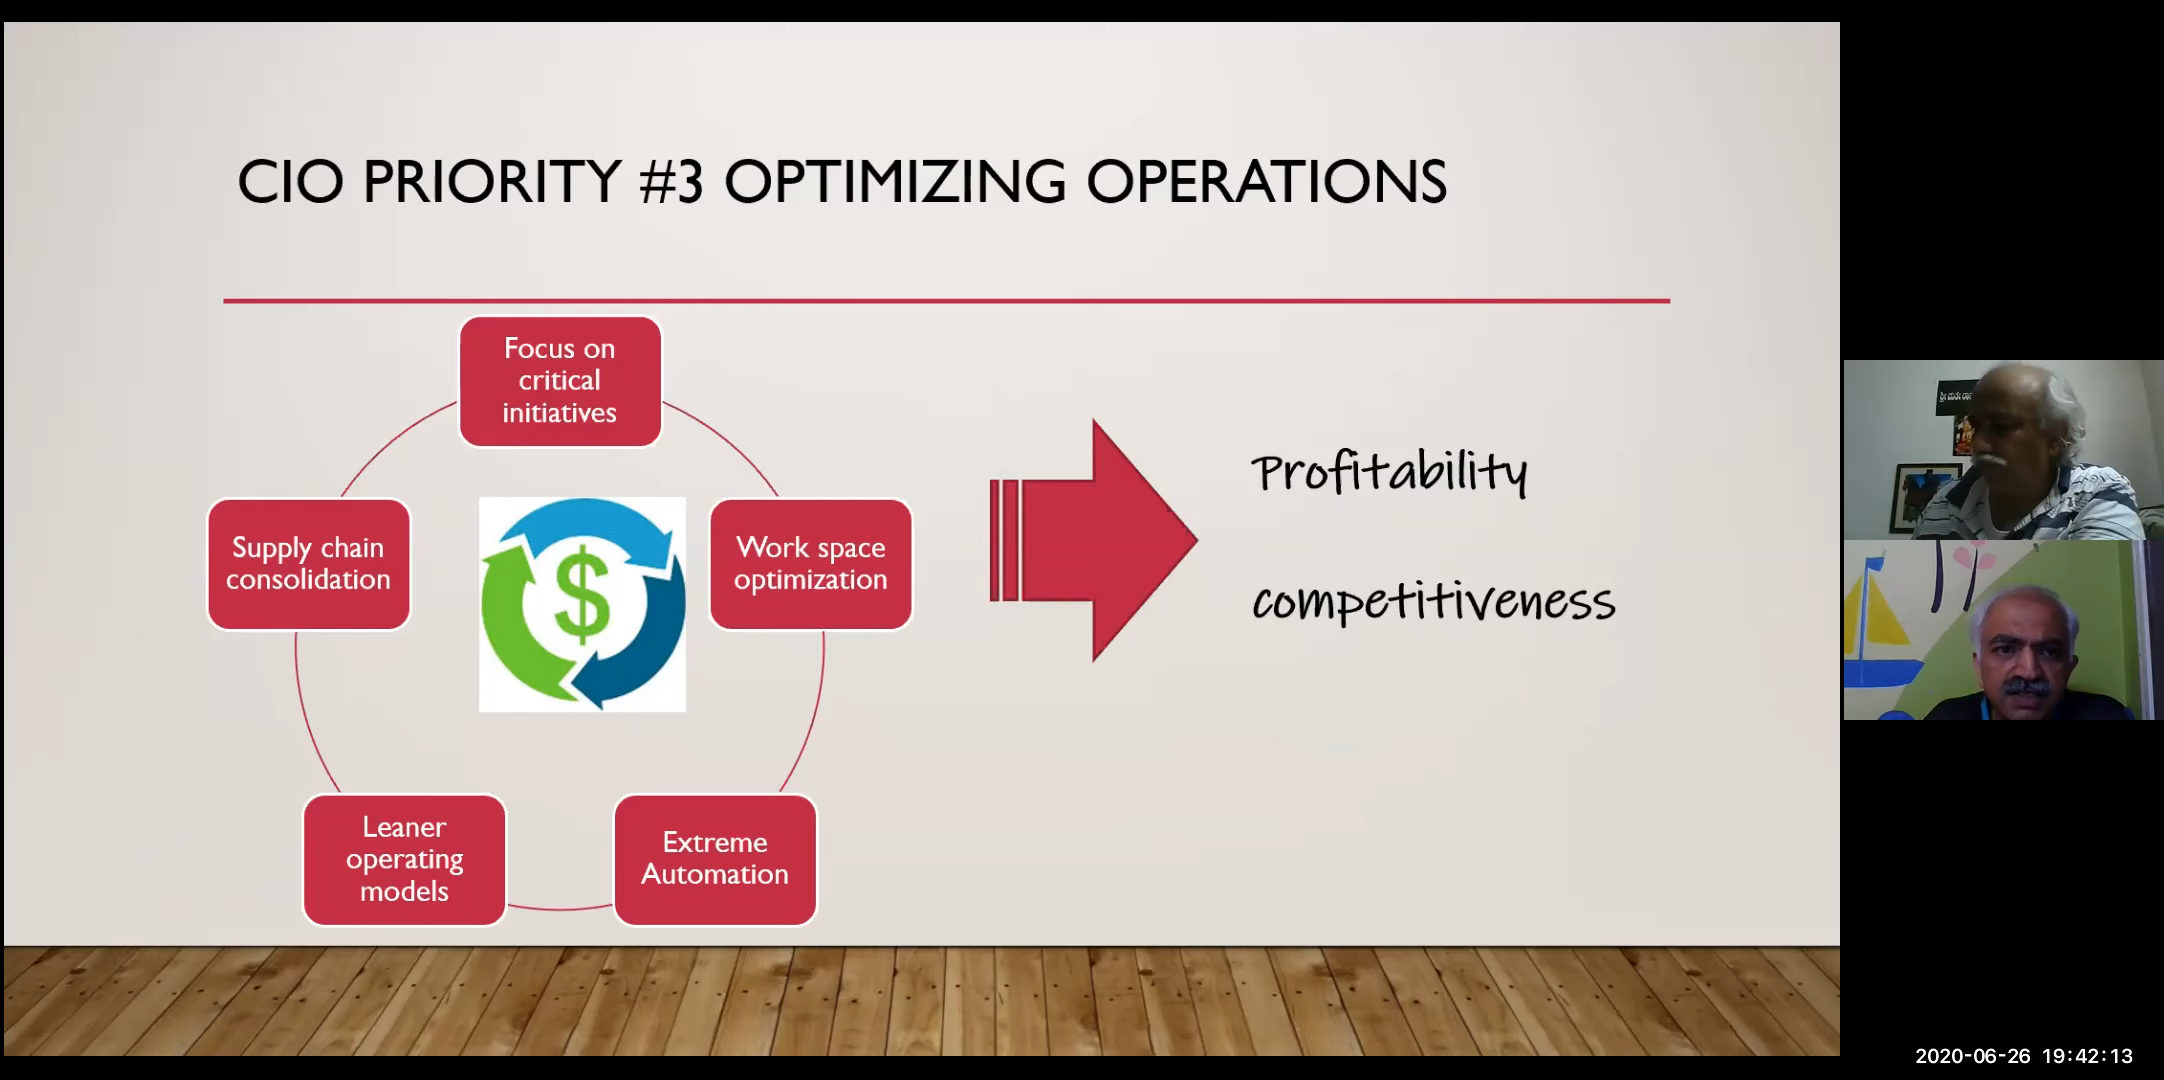 CIO PRIORITY #3 OPTIMIZING OPERATIONS
Focus on
critical
initiatives
Supply chain
consolidation
$
Work space
optimization
Leaner
operating
models
Extreme
Automation
Profitability
competitiveness
2020-06-26 19:42:13